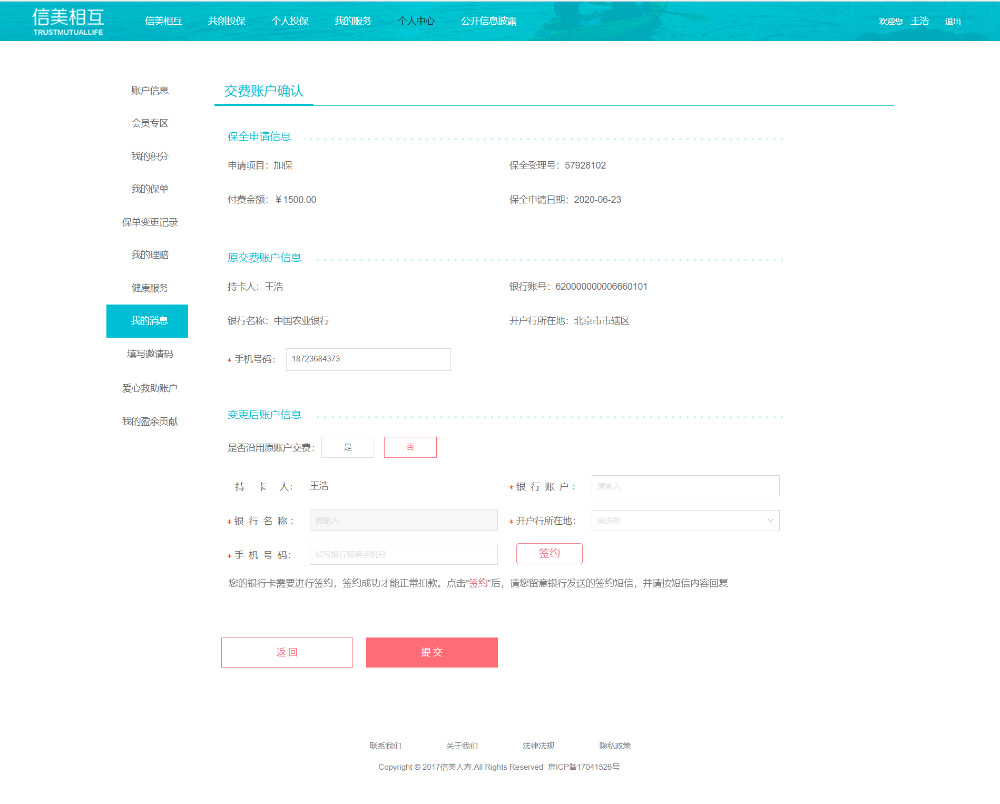 信美相互
TRUSTMUTUALLIFE
信美相互 共创投保 个人投保 我的服务 个人中心 公开信息披露 欢迎您 王浩 退出
账户信息
会员专区
我的积分
我的保单
保单变更记录
我的理赔
健康服务
我的消息
填写邀请码
爱心救助账户
我的盈余贡献
交费账户确认
保全申请信息
申请项目：加保 保全受理号：57928102
付费金额：￥1500.00 保全申请日期：2020-06-23
原交费账户信息
持卡人：王浩 银行账号：620000000006660101
银行名称：中国农业银行 开户行所在地：北京市市辖区
* 手机号码： 18723684373
变更后账户信息
是否沿用原账户交费： 是 否
持卡人： 王浩 * 银行账户： 请输入
* 银行名称： 请输入 * 开户行所在地： 请选择
* 手机号码： 填写银行预留手机号 签约
您的银行卡需要进行签约，签约成功才能正常扣款。点击“签约”后，请您留意银行发送的签约短信，并请按短信内容回复
返回 提交
联系我们 关于我们 法律法规 隐私政策
Copyright © 2017信美人寿.All Rights Reserved 京ICP备17041526号